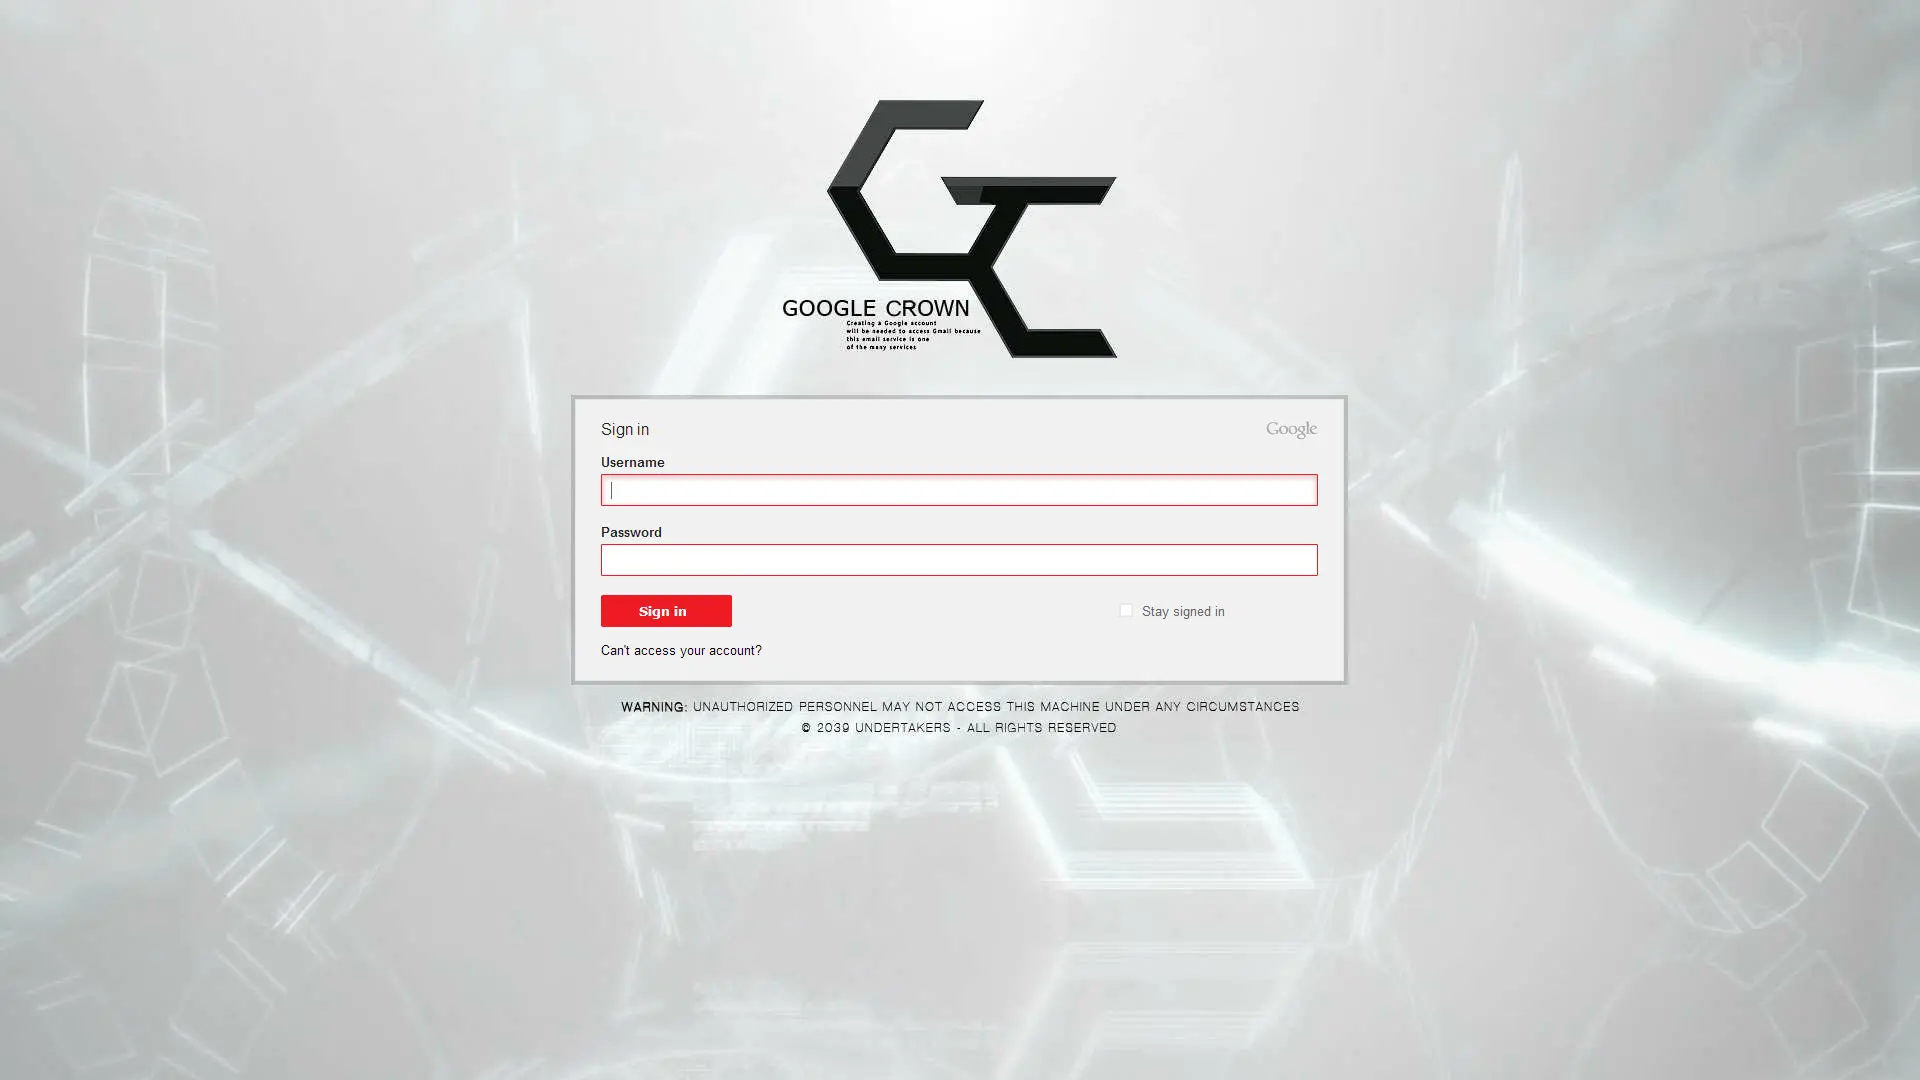 GOOGLE CROWN
Creating a Google account
will be needed to access Gmail because
this email service is one
of the many services
Sign in
Google
Username
Password
Sign in
Stay signed in
Can't access your account?
WARNING: UNAUTHORIZED PERSONNEL MAY NOT ACCESS THIS MACHINE UNDER ANY CIRCUMSTANCES
© 2039 UNDERTAKERS - ALL RIGHTS RESERVED